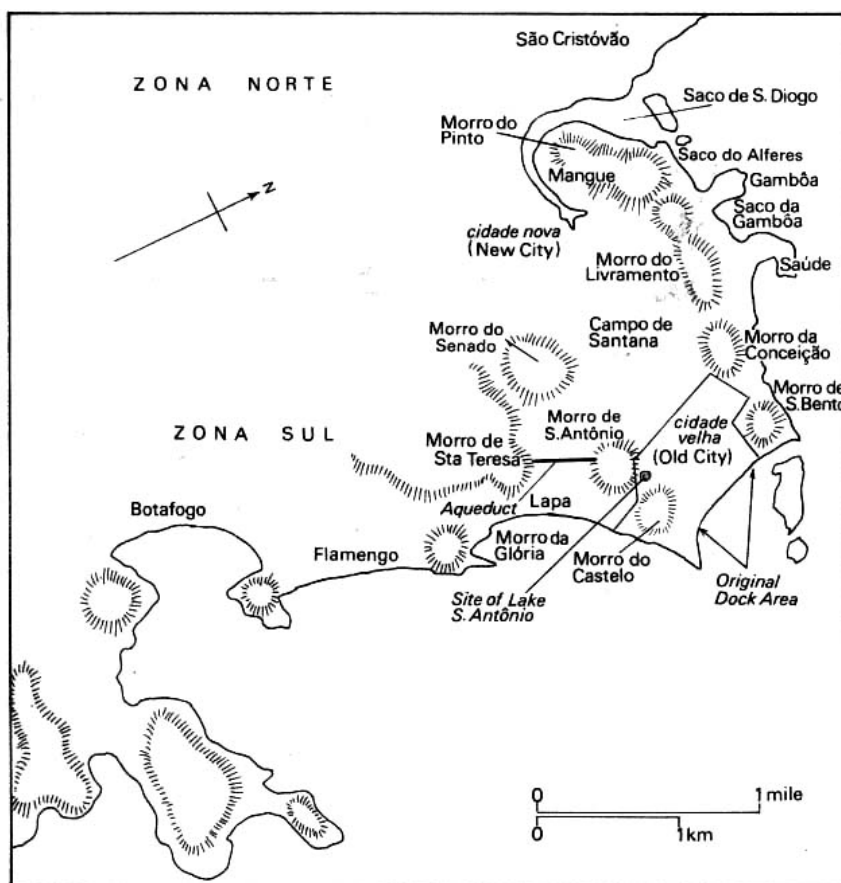 São Cristóvão
ZONA NORTE
Saco de S. Diogo
Morro do
Pinto
Saco do Alferes
Mangue
Gambôa
Saco da
Gambôa
cidade nova
(New City)
Z
Morro do
Livramento
Saúde
Morro do
Senado
Campo de
Santana
Morro da
Conceição
Morro de
S. Bento
ZONA SUL
Morro de
S. Antônio
cidade
velha
(Old City)
Morro de
Sta Teresa
Aqueduct
Lapa
Botafogo
Flamengo
Morro da
Glória
Morro do
Castelo
Site of Lake
S. Antônio
Original
Dock Area
0
1 mile
0
1km